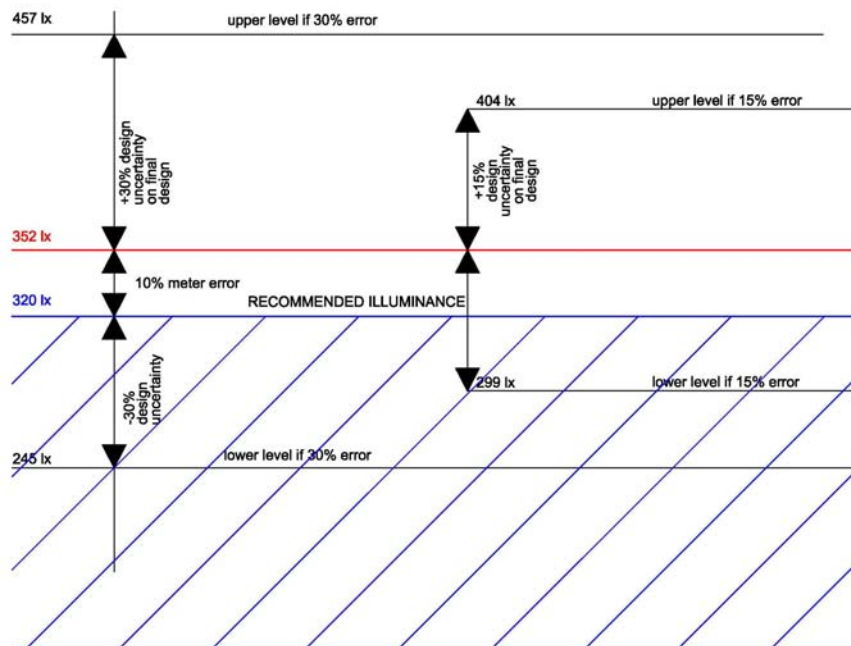 457 lx
upper level if 30% error
404 lx
upper level if 15% error
+30% design
uncertainty
on final
design
+15%
design
uncertainty
on final
design
352 lx
10% meter error
320 lx
RECOMMENDED ILLUMINANCE
-30%
design
uncertainty
299 lx
lower level if 15% error
245 lx
lower level if 30% error